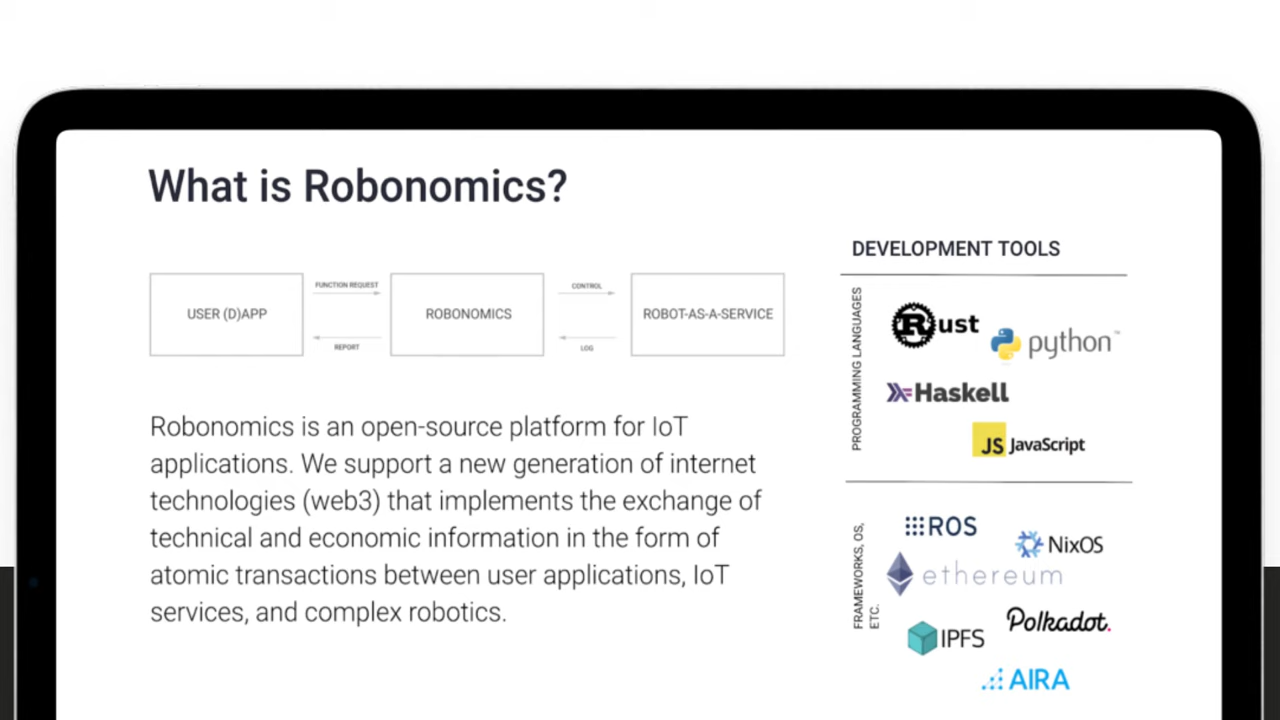 What is Robonomics?
USER (D)APP
FUNCTION REQUEST
REPORT
ROBONOMICS
CONTROL
LOG
ROBOT-AS-A-SERVICE
Robonomics is an open-source platform for IoT
applications. We support a new generation of internet
technologies (web3) that implements the exchange of
technical and economic information in the form of
atomic transactions between user applications, IoT
services, and complex robotics.
DEVELOPMENT TOOLS
PROGRAMMING LANGUAGES
Rust
python™
Haskell
JS JavaScript
FRAMEWORKS, OS,
ETC.
ROS
NixOS
ethereum
Polkadot.
IPFS
AIRA